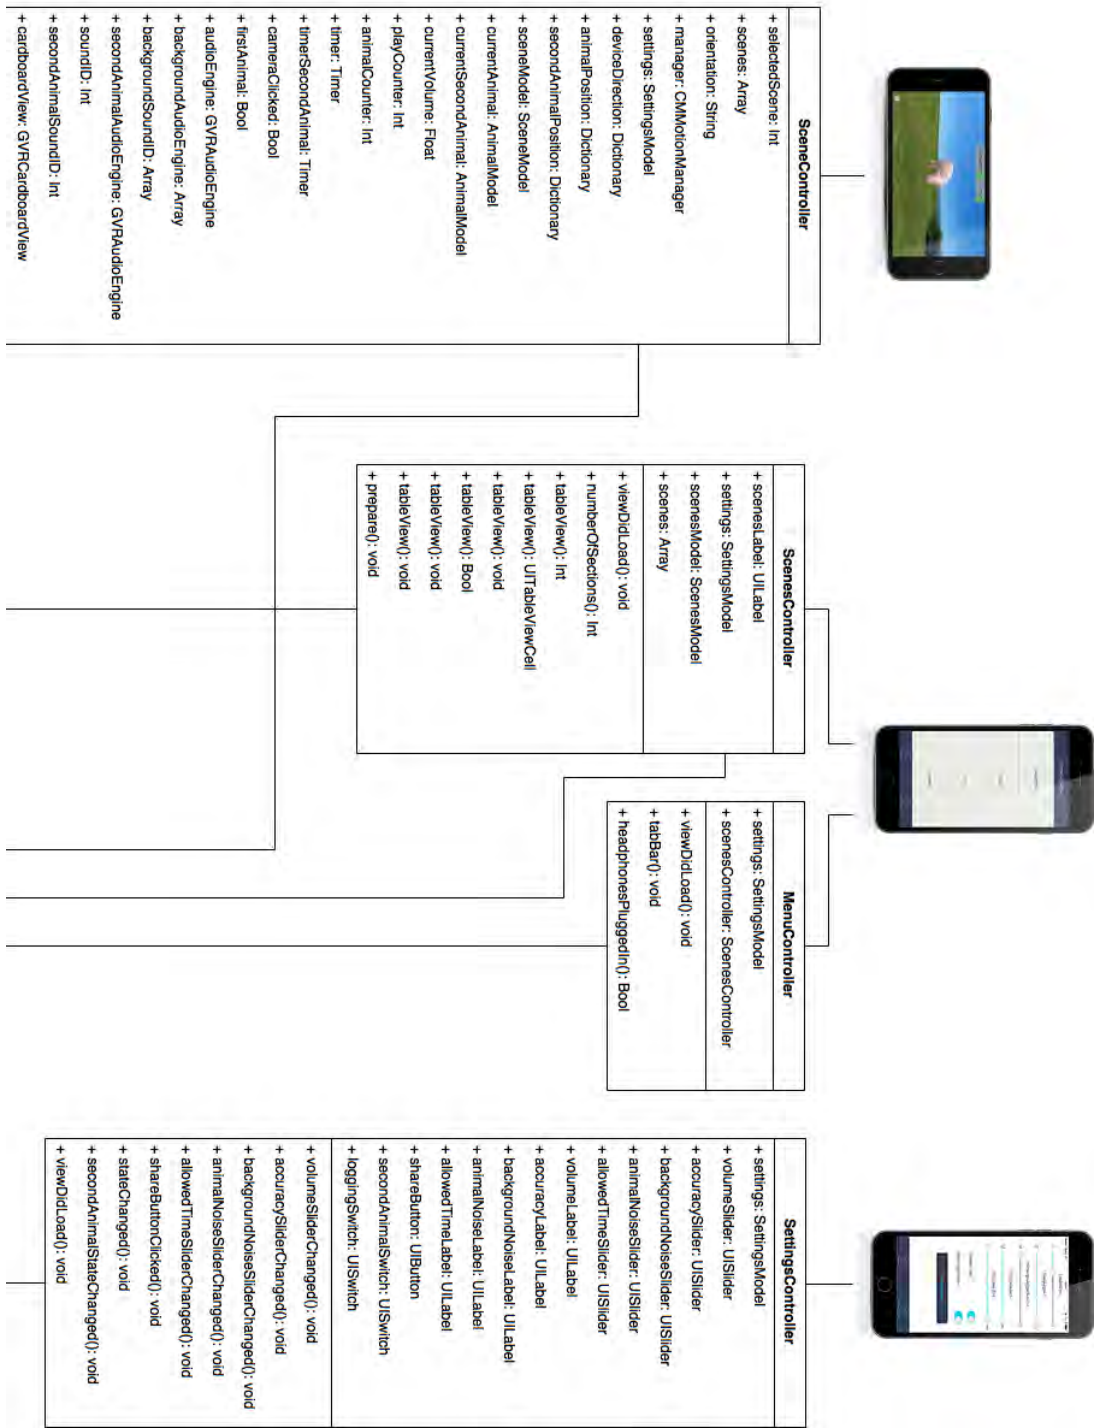 SceneController
+ selectedScene: Int
+ scenes: Array
+ orientation: String
+ manager: CMMotionManager
+ settings: SettingsModel
+ deviceDirection: Dictionary
+ animalPosition: Dictionary
+ secondAnimalPosition: Dictionary
+ sceneModel: SceneModel
+ currentAnimal: AnimalModel
+ currentSecondAnimal: AnimalModel
+ currentVolume: Float
+ playCounter: Int
+ animalCounter: Int
+ timer: Timer
+ timerSecondAnimal: Timer
+ cameraClicked: Bool
+ firstAnimal: Bool
+ audioEngine: GVRAudioEngine
+ backgroundAudioEngine: Array
+ backgroundSoundID: Array
+ secondAnimalAudioEngine: GVRAudioEngine
+ soundID: Int
+ secondAnimalSoundID: Int
+ cardboardView: GVRCardboardView
ScenesController
+ scenesLabel: UILabel
+ settings: SettingsModel
+ scenesModel: ScenesModel
+ scenes: Array
+ viewDidLoad(): void
+ numberOfSections(): Int
+ tableView(): Int
+ tableView(): UITableViewCell
+ tableView(): void
+ tableView(): Bool
+ tableView(): void
+ tableView(): void
+ prepare(): void
MenuController
+ settings: SettingsModel
+ scenesController: ScenesController
+ viewDidLoad(): void
+ tabBar(): void
+ headphonesPluggedIn(): Bool
SettingsController
+ settings: SettingsModel
+ volumeSlider: UISlider
+ accuracySlider: UISlider
+ backgroundNoiseSlider: UISlider
+ animalNoiseSlider: UISlider
+ allowedTimeSlider: UISlider
+ volumeLabel: UILabel
+ accuracyLabel: UILabel
+ backgroundNoiseLabel: UILabel
+ animalNoiseLabel: UILabel
+ allowedTimeLabel: UILabel
+ shareButton: UIButton
+ secondAnimalSwitch: UISwitch
+ loggingSwitch: UISwitch
+ volumeSliderChanged(): void
+ accuracySliderChanged(): void
+ backgroundNoiseSliderChanged(): void
+ animalNoiseSliderChanged(): void
+ allowedTimeSliderChanged(): void
+ shareButtonClicked(): void
+ stateChanged(): void
+ secondAnimalStateChanged(): void
+ viewDidLoad(): void